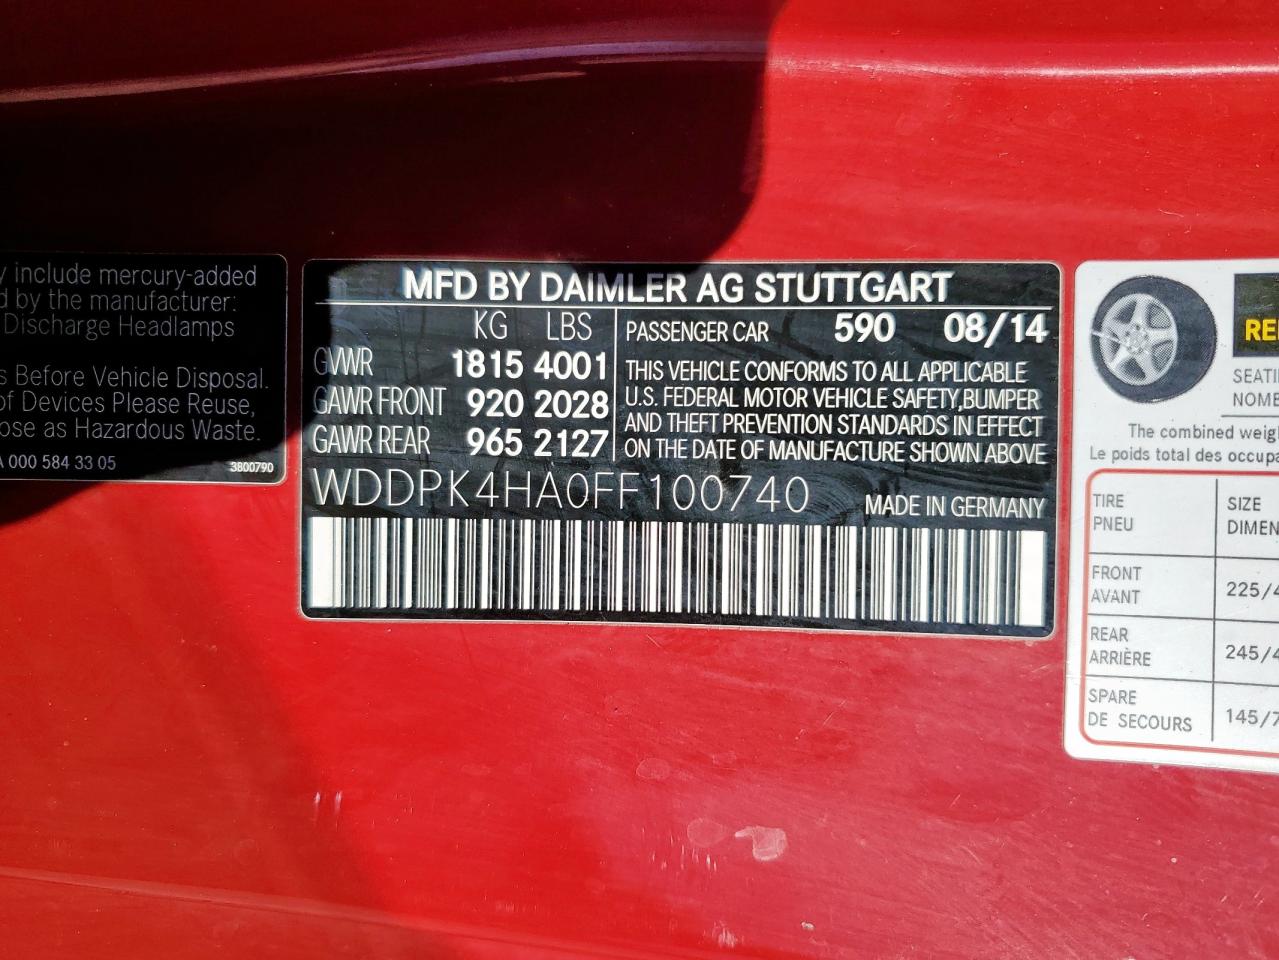 y include mercury-added
d by the manufacturer:
Discharge Headlamps
s Before Vehicle Disposal.
of Devices Please Reuse,
ose as Hazardous Waste.
A 000 584 33 05
3800790
MFD BY DAIMLER AG STUTTGART
KG LBS
GVWR 1815 4001
GAWR FRONT 920 2028
GAWR REAR 965 2127
PASSENGER CAR 590 08/14
THIS VEHICLE CONFORMS TO ALL APPLICABLE
U.S. FEDERAL MOTOR VEHICLE SAFETY,BUMPER
AND THEFT PREVENTION STANDARDS IN EFFECT
ON THE DATE OF MANUFACTURE SHOWN ABOVE
WDDPK4HA0FF100740
MADE IN GERMANY
SEATI
NOMB
The combined weig
Le poids total des occupa
TIRE SIZE
PNEU DIMEN
FRONT
AVANT 225/4
REAR
ARRIÈRE 245/4
SPARE
DE SECOURS 145/7